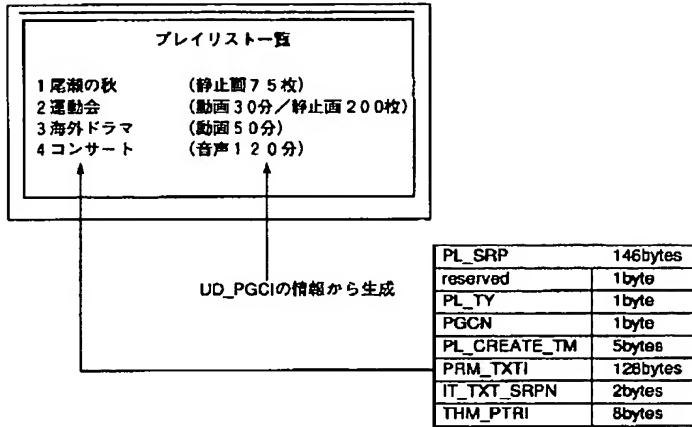 プレイリスト一覧
1 尾瀬の秋 (静止画75枚)
2 運動会 (動画30分/静止画200枚)
3 海外ドラマ (動画50分)
4 コンサート (音声120分)
UD_PGCIの情報から生成
PL_SRP 146bytes
reserved 1byte
PL_TY 1byte
PGCN 1byte
PL_CREATE_TM 5bytes
PRM_TXTI 128bytes
IT_TXT_SRPN 2bytes
THM_PTRI 8bytes